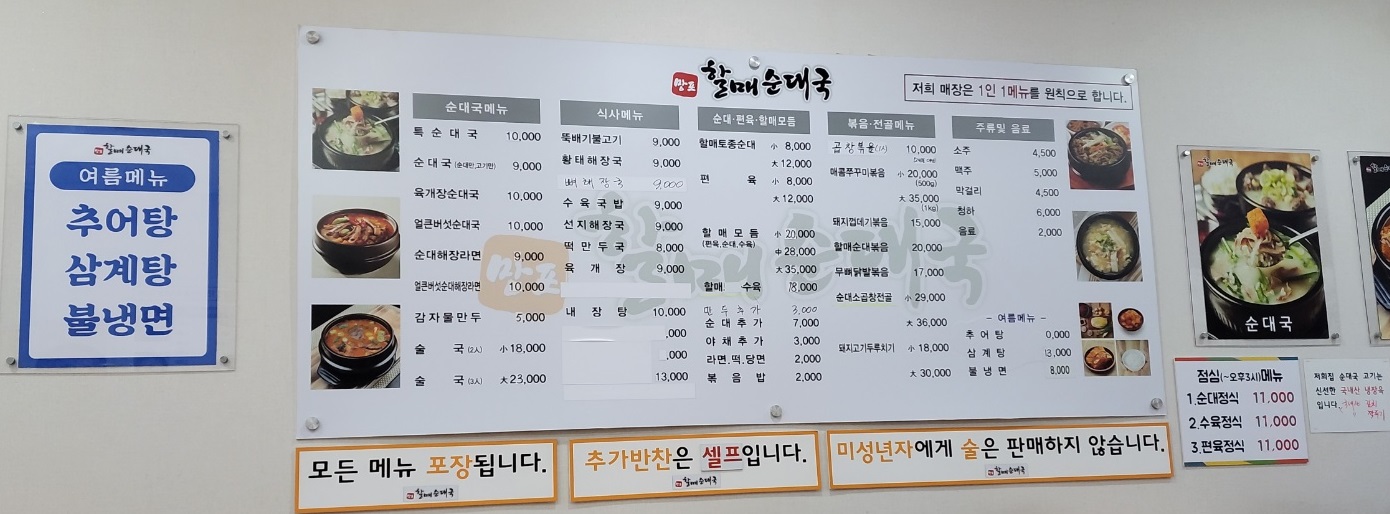 할매순대국
여름메뉴
추어탕
삼계탕
불냉면
망포 할매순대국
저희 매장은 1인 1메뉴를 원칙으로 합니다.
순대국메뉴
특순대국 10,000
순대국 (순대만,고기만) 9,000
육개장순대국 10,000
얼큰버섯순대국 10,000
순대해장라면 9,000
얼큰버섯순대해장라면 10,000
감자물만두 5,000
술국 (2人) 小 18,000
술국 (3人) 大 23,000
식사메뉴
뚝배기불고기 9,000
황태해장국 9,000
뼈해장국 9,000
수육국밥 9,000
선지해장국 9,000
떡만두국 8,000
육개장 9,000
내장탕 10,000
,000
,000
13,000
순대·편육·할매모듬
할매토종순대 小 8,000
大 12,000
편육 小 8,000
大 12,000
할매모듬 小 20,000
(편육,순대,수육) 中 28,000
大 35,000
할매 수육 18,000
만두추가 3,000
순대추가 7,000
야채추가 3,000
라면.떡.당면 2,000
볶음밥 2,000
볶음·전골메뉴
곱창볶음(1人) 10,000
매콤쭈꾸미볶음 小 20,000
(500g)
大 35,000
(1kg)
돼지껍데기볶음 15,000
할매순대볶음 20,000
무뼈닭발볶음 17,000
순대소곱창전골 小 29,000
大 36,000
돼지고기두루치기 小 18,000
大 30,000
주류및 음료
소주 4,500
맥주 5,000
막걸리 4,500
청하 6,000
음료 2,000
- 여름메뉴 -
추어탕 0,000
삼계탕 13,000
불냉면 8,000
망포 할매순대국
모든 메뉴 포장됩니다.
할매순대국
추가반찬은 셀프입니다.
할매순대국
미성년자에게 술은 판매하지 않습니다.
할매순대국
할매순대국
순대국
점심(~오후3시)메뉴
1.순대정식 11,000
2.수육정식 11,000
3.편육정식 11,000
저희집 순대국 고기는
신선한 국내산 냉장육
입니다.